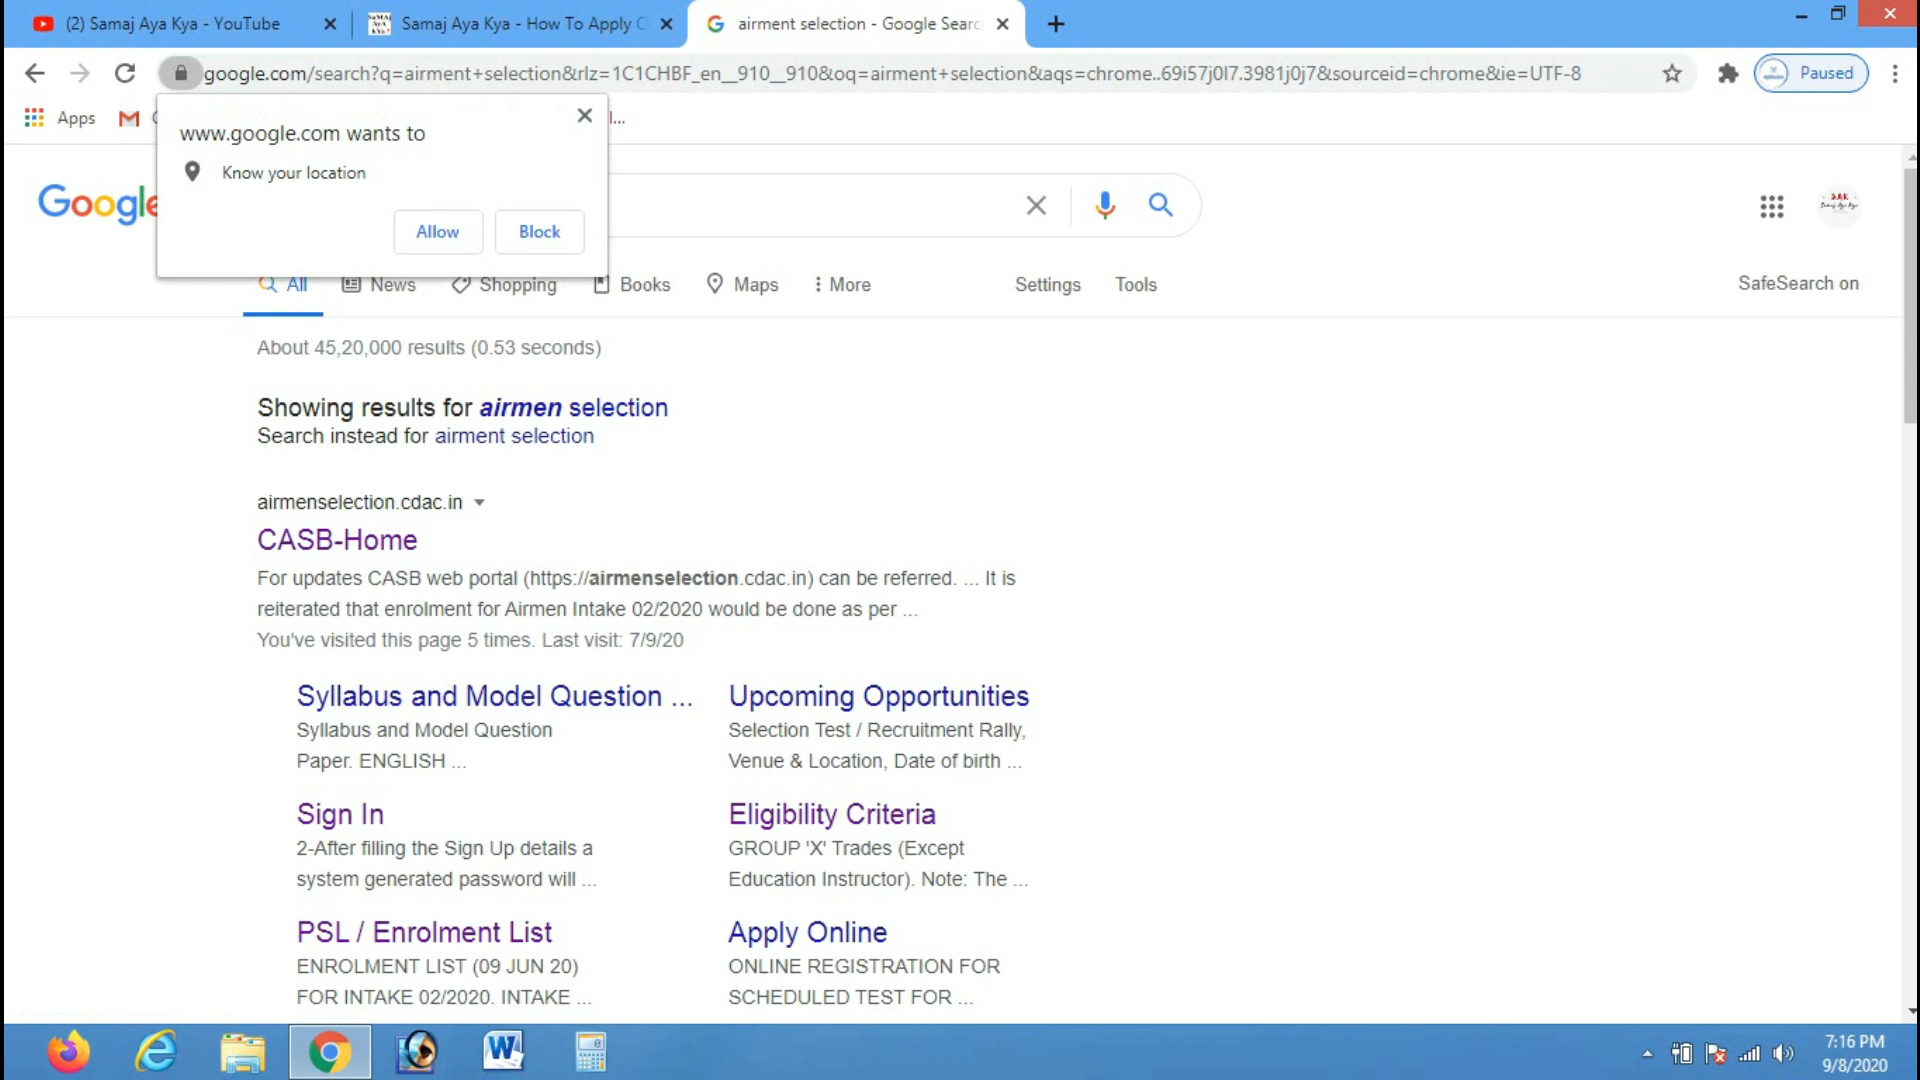 (2) Samaj Aya Kya - YouTube
Samaj Aya Kya - How To Apply
airment selection - Google Searc
google.com/search?q=airment+selection&rlz=1C1CHBF_en__910__910&oq=airment+selection&aqs=chrome..69i57j0l7.3981j0j7&sourceid=chrome&ie=UTF-8
Paused
Apps
www.google.com wants to
Know your location
Allow
Block
Google
All
News
Shopping
Books
Maps
More
Settings
Tools
SafeSearch on
About 45,20,000 results (0.53 seconds)
Showing results for airmen selection
Search instead for airment selection
airmenselection.cdac.in
CASB-Home
For updates CASB web portal (https://airmenselection.cdac.in) can be referred. ... It is
reiterated that enrolment for Airmen Intake 02/2020 would be done as per ...
You've visited this page 5 times. Last visit: 7/9/20
Syllabus and Model Question ...
Syllabus and Model Question
Paper. ENGLISH ...
Upcoming Opportunities
Selection Test / Recruitment Rally,
Venue & Location, Date of birth ...
Sign In
2-After filling the Sign Up details a
system generated password will ...
Eligibility Criteria
GROUP 'X' Trades (Except
Education Instructor). Note: The ...
PSL / Enrolment List
ENROLMENT LIST (09 JUN 20)
FOR INTAKE 02/2020. INTAKE ...
Apply Online
ONLINE REGISTRATION FOR
SCHEDULED TEST FOR ...
7:16 PM
9/8/2020